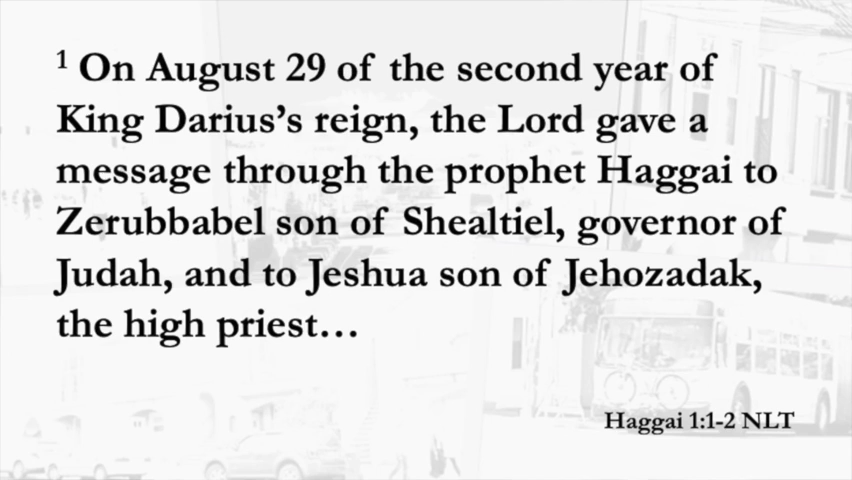 1 On August 29 of the second year of
King Darius’s reign, the Lord gave a
message through the prophet Haggai to
Zerubbabel son of Shealtiel, governor of
Judah, and to Jeshua son of Jehozadak,
the high priest…
Haggai 1:1-2 NLT